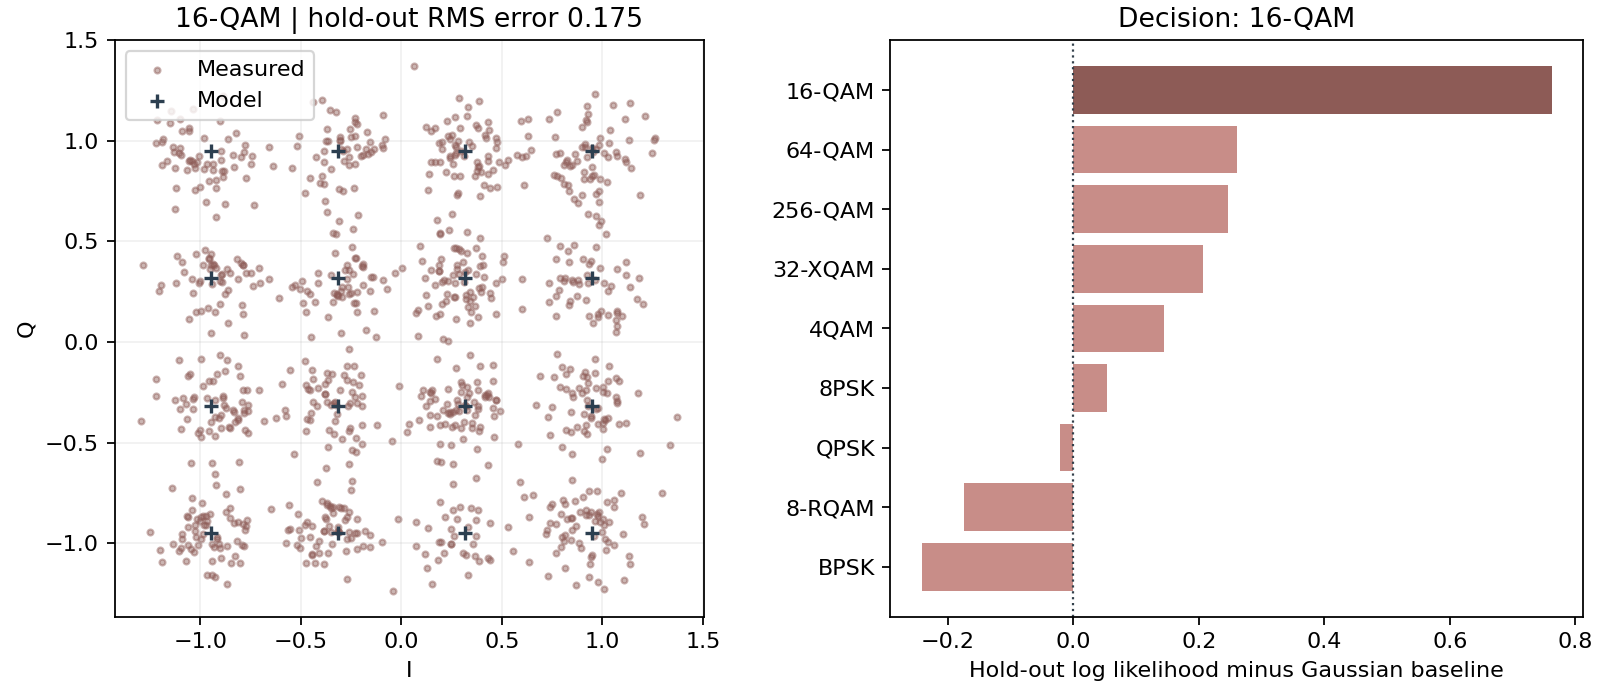 16-QAM | hold-out RMS error 0.175
Measured
Model
1.5
1.0
0.5
0.0
−0.5
−1.0
Q
−1.0
−0.5
0.0
0.5
1.0
1.5
I
Decision: 16-QAM
16-QAM
64-QAM
256-QAM
32-XQAM
4QAM
8PSK
QPSK
8-RQAM
BPSK
−0.2
0.0
0.2
0.4
0.6
0.8
Hold-out log likelihood minus Gaussian baseline